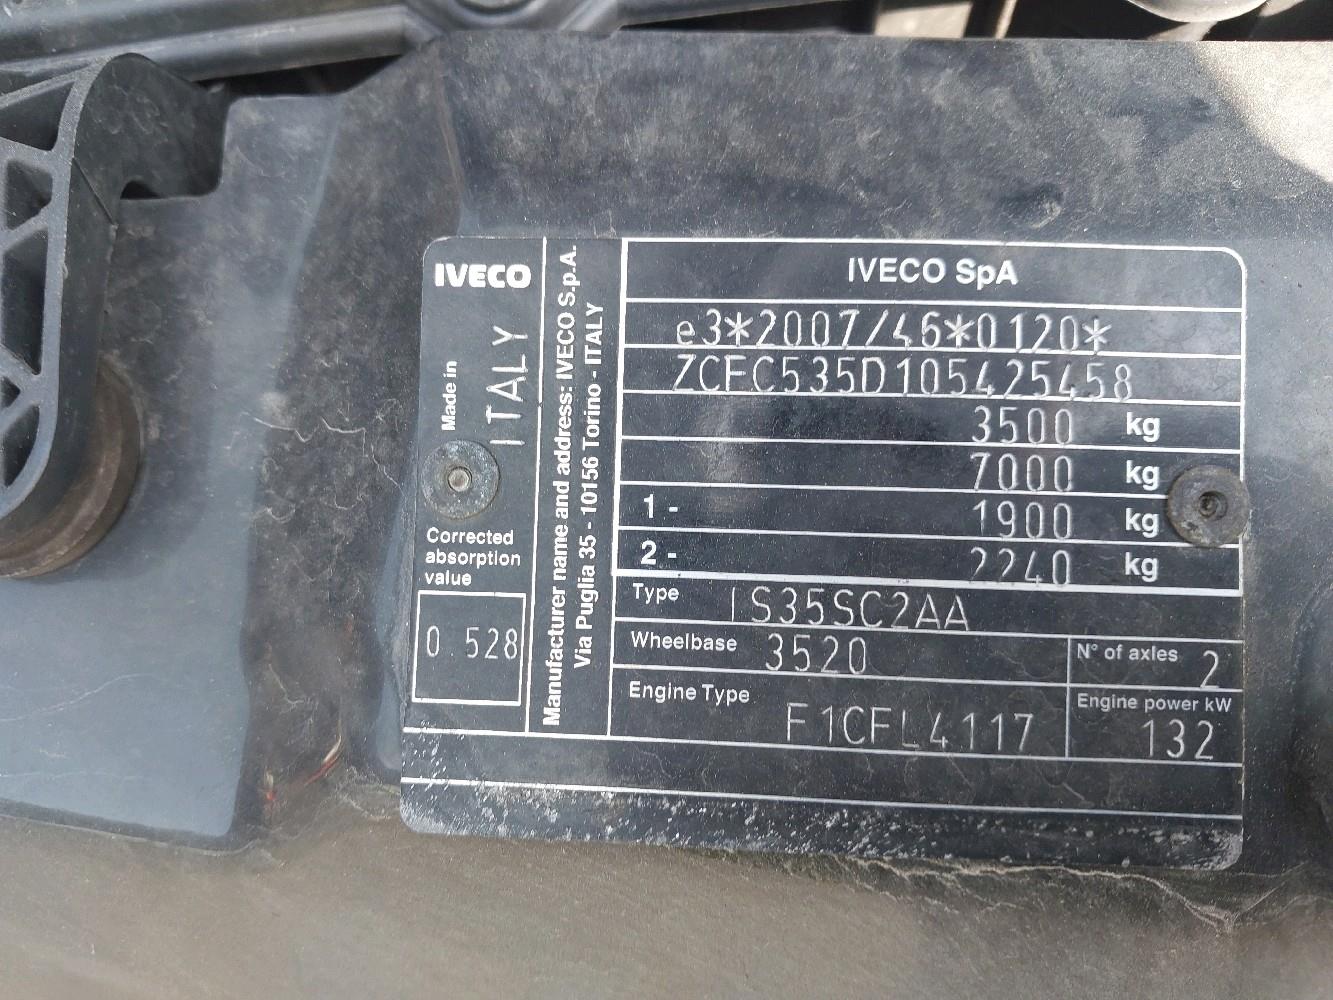 IVECO
Made in
ITALY
Corrected
absorption
value
0.528
Manufacturer name and address: IVECO S.p.A.
Via Puglia 35 - 10156 Torino - ITALY
IVECO SpA
e3*2007/46*0120*
ZCFC535D105425458
3500 kg
7000 kg
1 - 1900 kg
2 - 2240 kg
Type IS35SC2AA
Wheelbase 3520 N° of axles 2
Engine Type F1CFL4117 Engine power kW 132